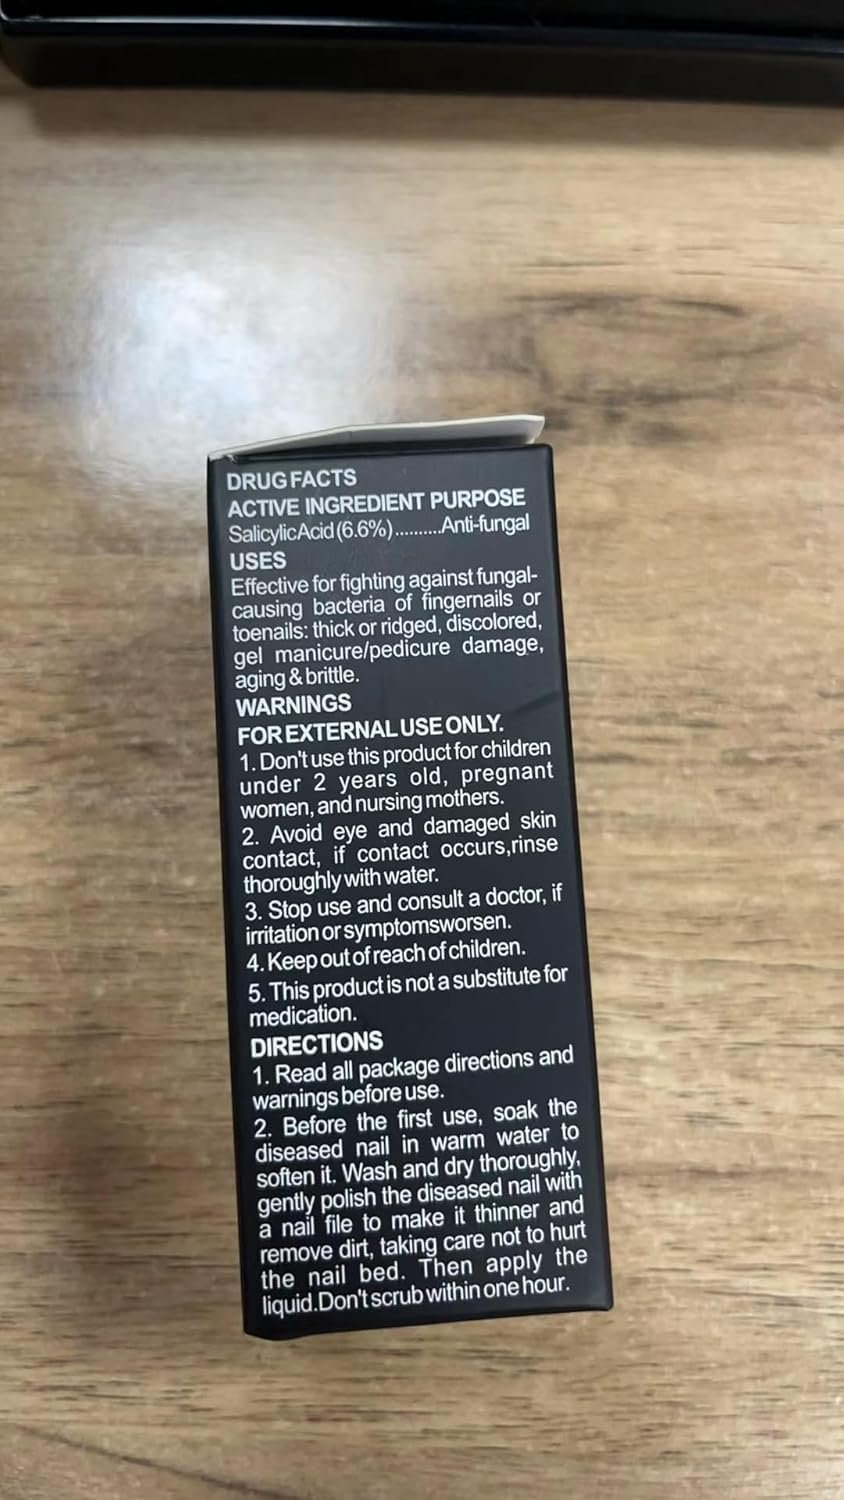 DRUG FACTS
ACTIVE INGREDIENT PURPOSE
SalicylicAcid (6.6%)..........Anti-fungal
USES
Effective for fighting against fungal-
causing bacteria of fingernails or
toenails: thick or ridged, discolored,
gel manicure/pedicure damage,
aging & brittle.
WARNINGS
FOR EXTERNAL USE ONLY.
1. Don't use this product for children
under 2 years old, pregnant
women, and nursing mothers.
2. Avoid eye and damaged skin
contact, if contact occurs,rinse
thoroughly with water.
3. Stop use and consult a doctor, if
irritation or symptomsworsen.
4. Keep out of reach of children.
5. This product is not a substitute for
medication.
DIRECTIONS
1. Read all package directions and
warnings before use.
2. Before the first use, soak the
diseased nail in warm water to
soften it. Wash and dry thoroughly,
gently polish the diseased nail with
a nail file to make it thinner and
remove dirt, taking care not to hurt
the nail bed. Then apply the
liquid.Don't scrub within one hour.